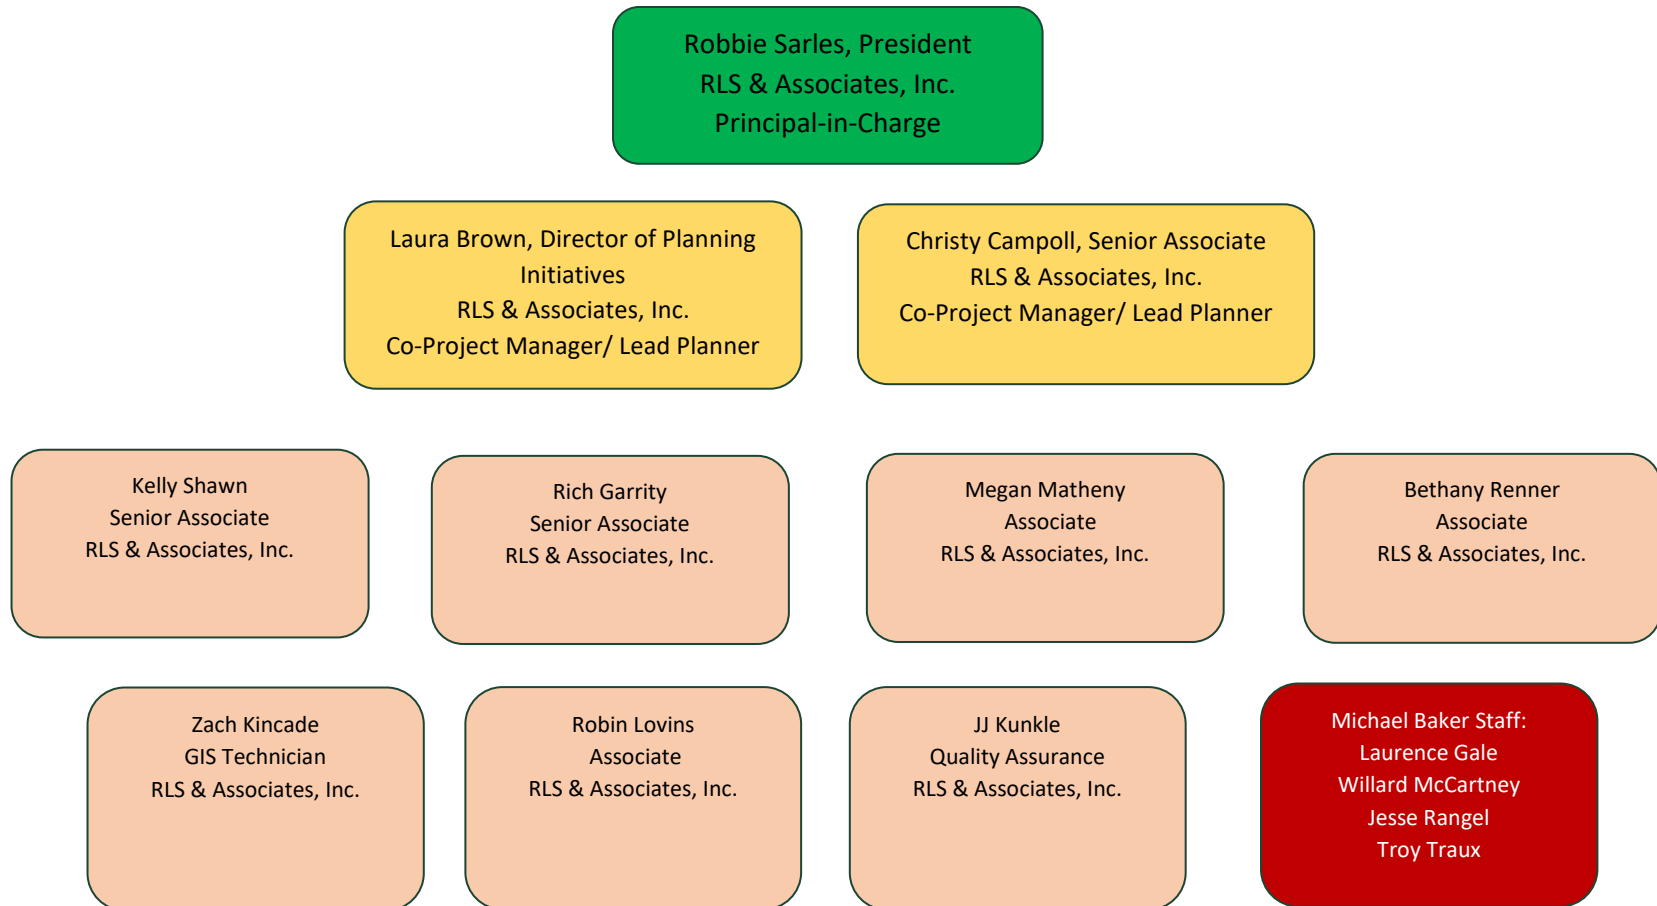 Robbie Sarles, President
RLS & Associates, Inc.
Principal-in-Charge
Laura Brown, Director of Planning
Initiatives
RLS & Associates, Inc.
Co-Project Manager/ Lead Planner
Christy Campoll, Senior Associate
RLS & Associates, Inc.
Co-Project Manager/ Lead Planner
Kelly Shawn
Senior Associate
RLS & Associates, Inc.
Rich Garrity
Senior Associate
RLS & Associates, Inc.
Megan Matheny
Associate
RLS & Associates, Inc.
Bethany Renner
Associate
RLS & Associates, Inc.
Zach Kincade
GIS Technician
RLS & Associates, Inc.
Robin Lovins
Associate
RLS & Associates, Inc.
JJ Kunkle
Quality Assurance
RLS & Associates, Inc.
Michael Baker Staff:
Laurence Gale
Willard McCartney
Jesse Rangel
Troy Traux